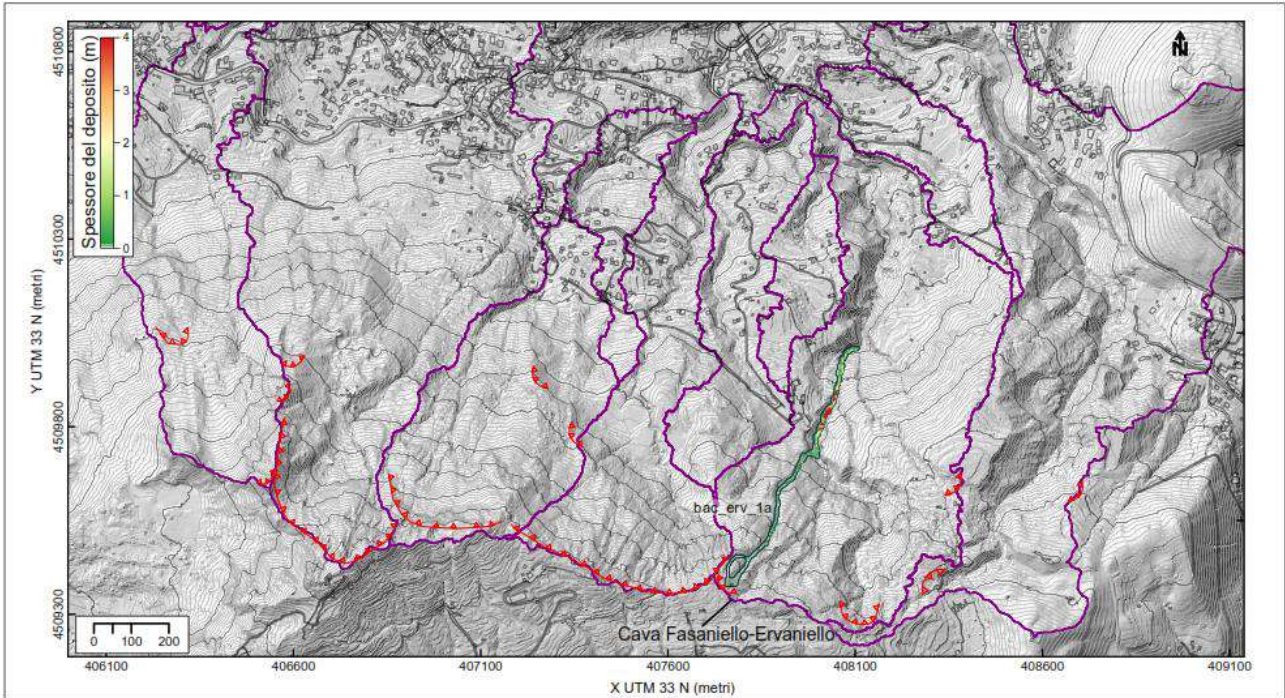 Spessore del deposito (m)
4
3
2
1
0
N
4510800
4510300
4509800
4509300
Y UTM 33 N (metri)
bac_erv_1a
Cava Fasaniello-Ervaniello
0 100 200
406100 406600 407100 407600 408100 408600 409100
X UTM 33 N (metri)